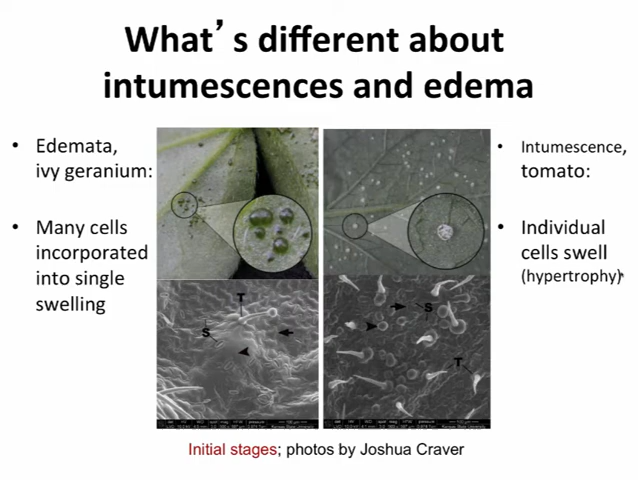 What's different about
intumescences and edema
• Edemata,
ivy geranium:
• Many cells
incorporated
into single
swelling
T
S
S
T
• Intumescence,
tomato:
• Individual
cells swell
(hypertrophy)
Initial stages; photos by Joshua Craver